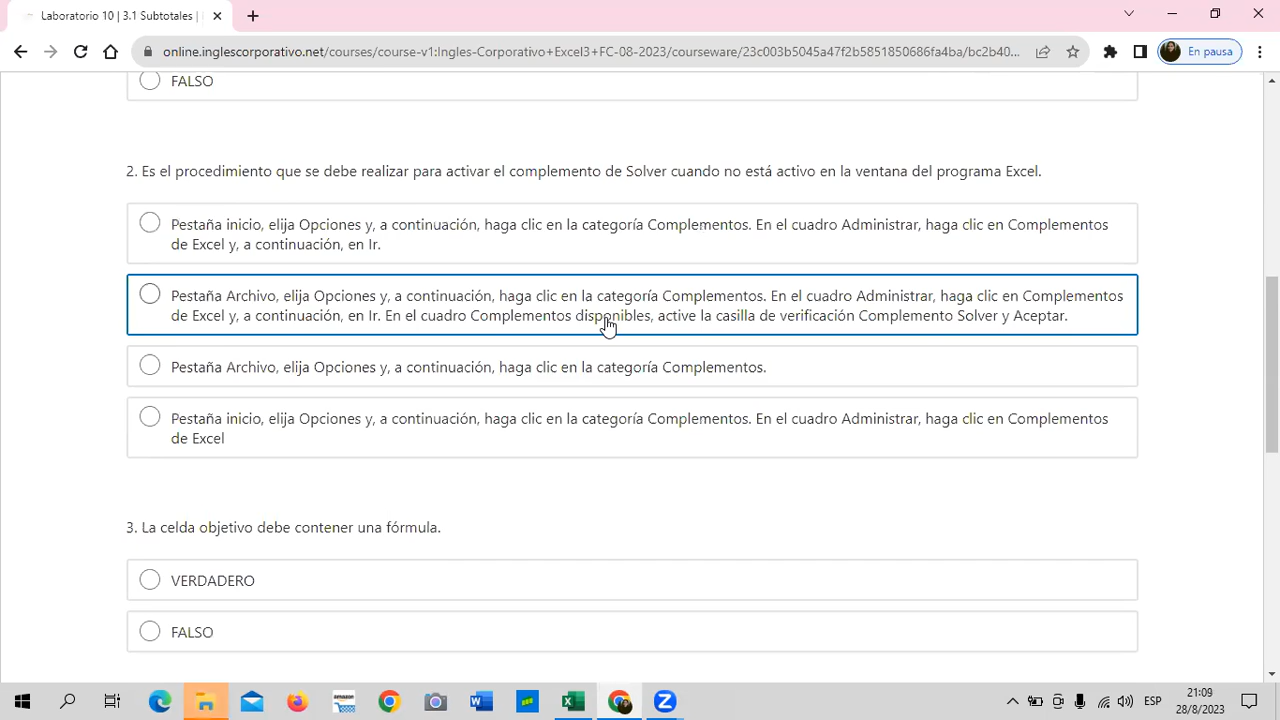 Laboratorio 10 | 3.1 Subtotales |
online.inglescorporativo.net/courses/course-v1:Ingles-Corporativo+Excel3+FC-08-2023/courseware/23c003b5045a47f2b5851850686fa4ba/bc2b40...
En pausa
FALSO
2. Es el procedimiento que se debe realizar para activar el complemento de Solver cuando no está activo en la ventana del programa Excel.
Pestaña inicio, elija Opciones y, a continuación, haga clic en la categoría Complementos. En el cuadro Administrar, haga clic en Complementos
de Excel y, a continuación, en Ir.
Pestaña Archivo, elija Opciones y, a continuación, haga clic en la categoría Complementos. En el cuadro Administrar, haga clic en Complementos
de Excel y, a continuación, en Ir. En el cuadro Complementos disponibles, active la casilla de verificación Complemento Solver y Aceptar.
Pestaña Archivo, elija Opciones y, a continuación, haga clic en la categoría Complementos.
Pestaña inicio, elija Opciones y, a continuación, haga clic en la categoría Complementos. En el cuadro Administrar, haga clic en Complementos
de Excel
3. La celda objetivo debe contener una fórmula.
VERDADERO
FALSO
amazon
ESP
21:09
28/8/2023